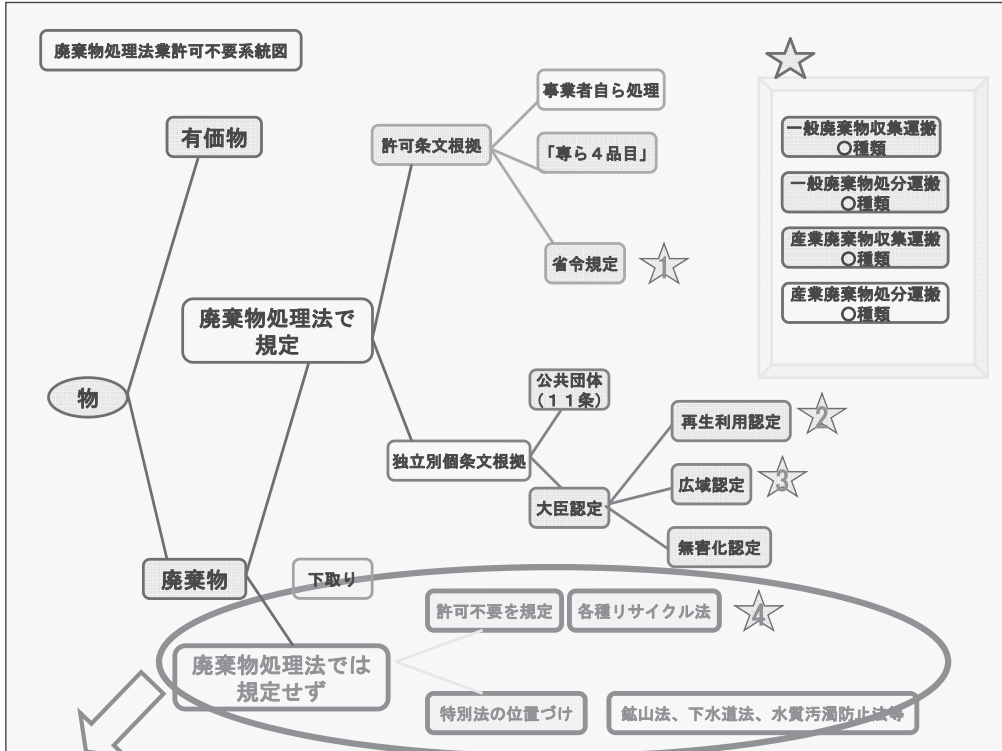 廃棄物処理法業許可不要系統図
有価物
許可条文根拠
事業者自ら処理
「専ら４品目」
省令規定
1
一般廃棄物収集運搬
〇種類
一般廃棄物処分運搬
〇種類
産業廃棄物収集運搬
〇種類
産業廃棄物処分運搬
〇種類
廃棄物処理法で
規定
物
公共団体
（１１条）
独立別個条文根拠
大臣認定
再生利用認定
2
広域認定
3
無害化認定
廃棄物
下取り
許可不要を規定
各種リサイクル法
4
廃棄物処理法では
規定せず
特別法の位置づけ
鉱山法、下水道法、水質汚濁防止法等